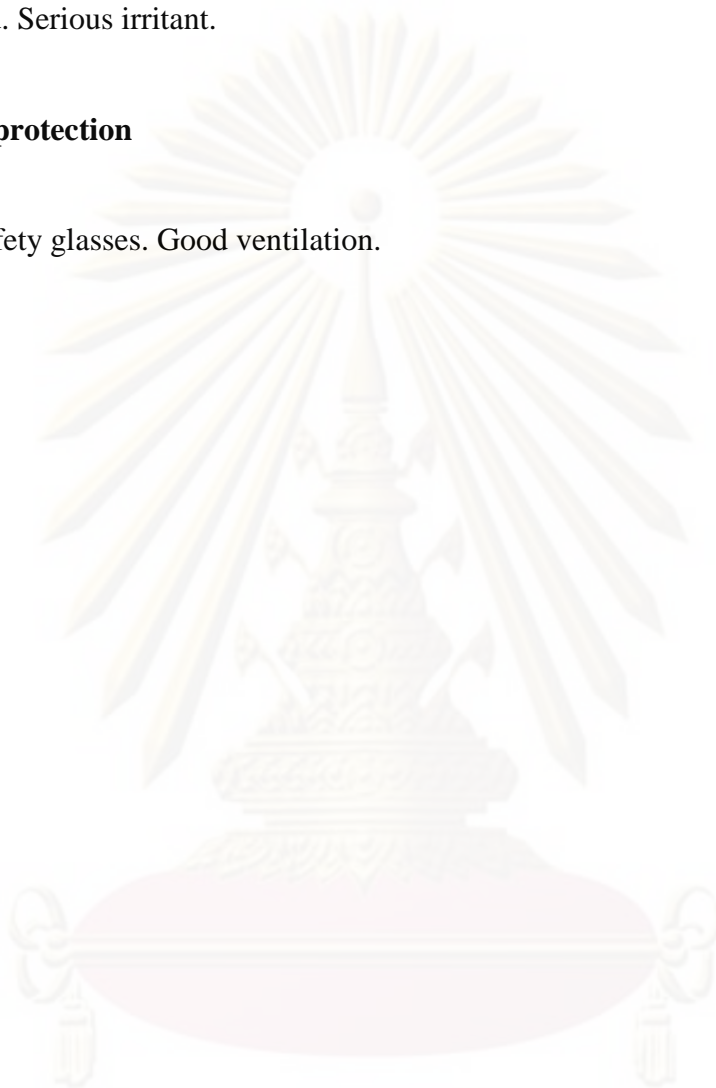 . Serious irritant.
protection
fety glasses. Good ventilation.